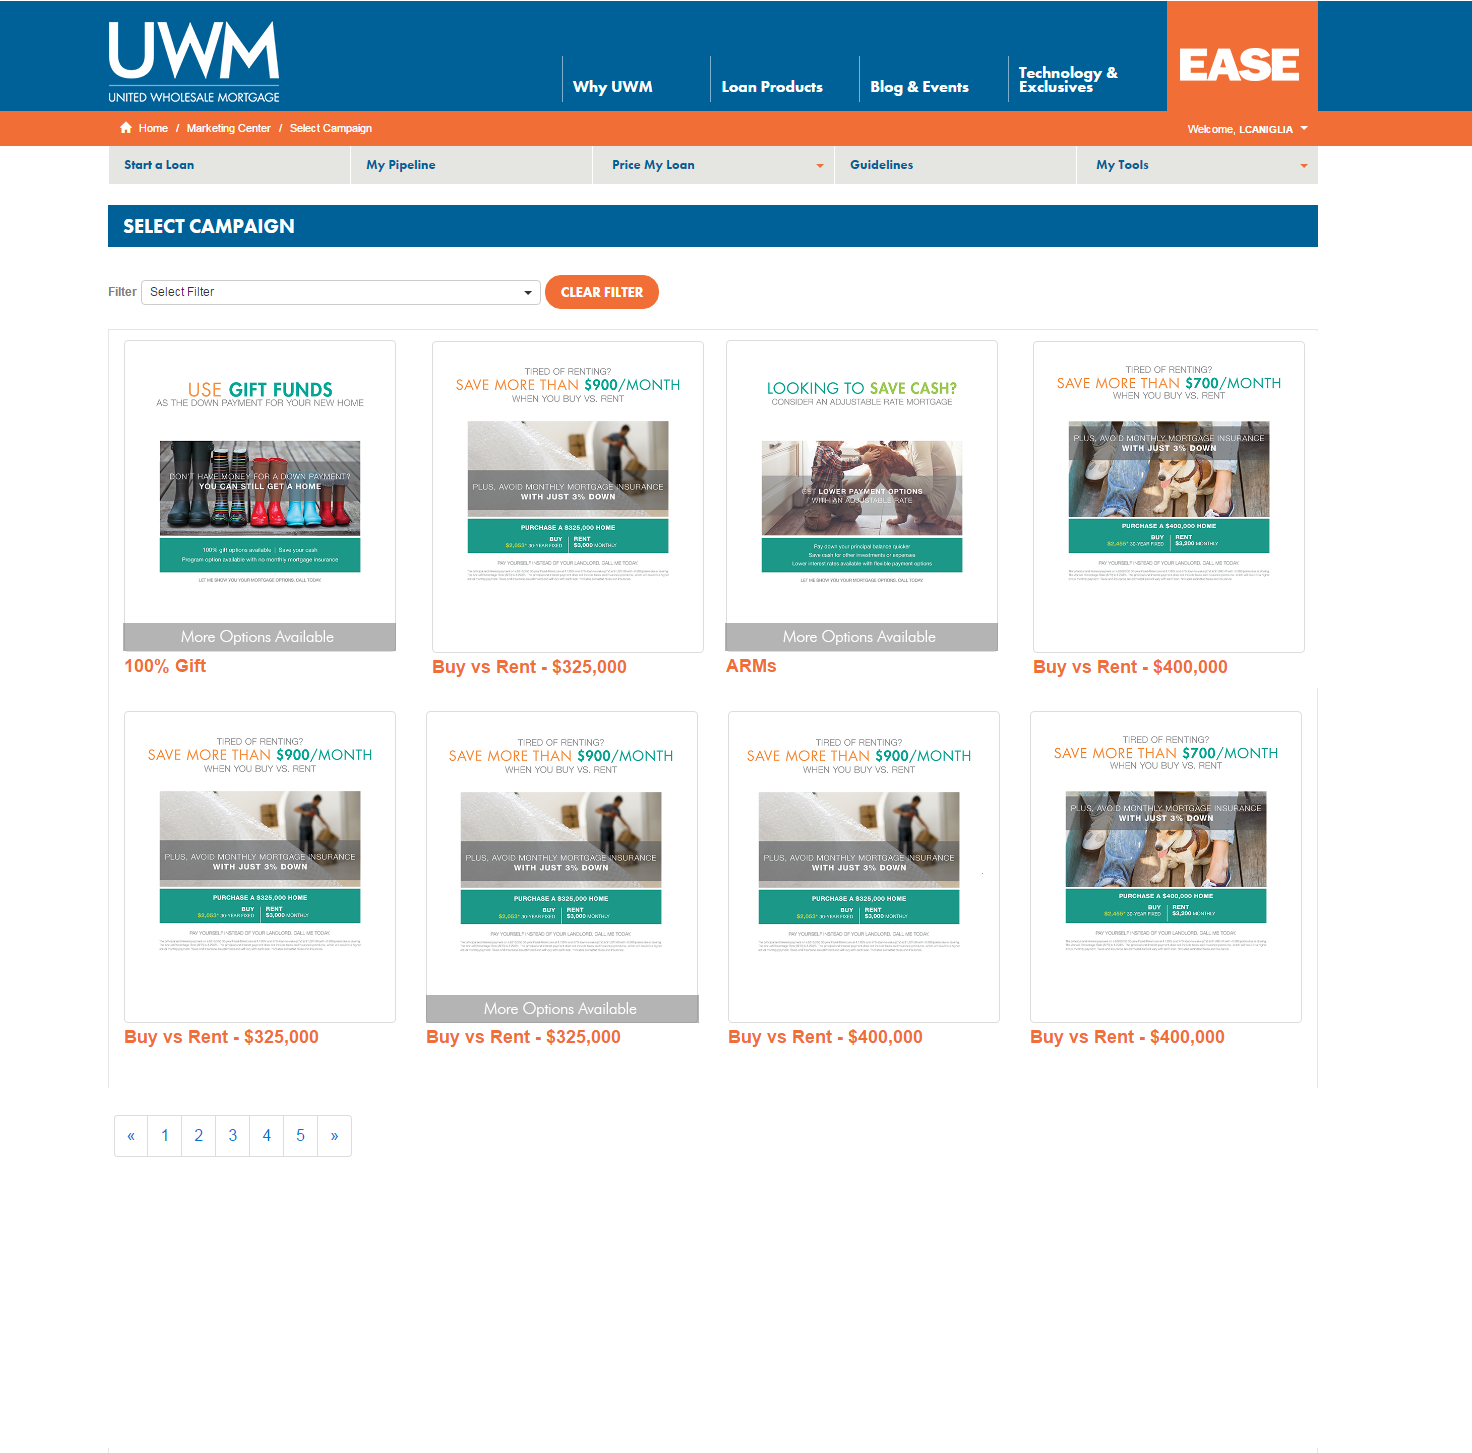 UWM
UNITED WHOLESALE MORTGAGE
Why UWM
Loan Products
Blog & Events
Technology &
Exclusives
EASE
Home / Marketing Center / Select Campaign
Welcome, LCANIGLIA
Start a Loan
My Pipeline
Price My Loan
Guidelines
My Tools
SELECT CAMPAIGN
Filter
Select Filter
CLEAR FILTER
USE GIFT FUNDS
AS THE DOWN PAYMENT FOR YOUR NEW HOME
DON'T HAVE MONEY FOR A DOWN PAYMENT?
YOU CAN STILL GET A HOME
100% gift options available | Save your cash
Program option available with no monthly mortgage insurance
LET ME SHOW YOU YOUR MORTGAGE OPTIONS. CALL TODAY.
More Options Available
100% Gift
TIRED OF RENTING?
SAVE MORE THAN $900/MONTH
WHEN YOU BUY VS. RENT
PLUS, AVOID MONTHLY MORTGAGE INSURANCE
WITH JUST 3% DOWN
PURCHASE A $325,000 HOME
BUY
$2,053* 30-YEAR FIXED
RENT
$3,000 MONTHLY
PAY YOURSELF INSTEAD OF YOUR LANDLORD. CALL ME TODAY.
Buy vs Rent - $325,000
LOOKING TO SAVE CASH?
CONSIDER AN ADJUSTABLE RATE MORTGAGE
GET LOWER PAYMENT OPTIONS
WITH AN ADJUSTABLE RATE
Pay down your principal balance quicker
Save cash for other investments or expenses
Lower interest rates available with flexible payment options
LET ME SHOW YOU YOUR MORTGAGE OPTIONS. CALL TODAY.
More Options Available
ARMs
TIRED OF RENTING?
SAVE MORE THAN $700/MONTH
WHEN YOU BUY VS. RENT
PLUS, AVOID MONTHLY MORTGAGE INSURANCE
WITH JUST 3% DOWN
PURCHASE A $400,000 HOME
BUY
$2,455* 30-YEAR FIXED
RENT
$3,200 MONTHLY
PAY YOURSELF INSTEAD OF YOUR LANDLORD. CALL ME TODAY.
Buy vs Rent - $400,000
TIRED OF RENTING?
SAVE MORE THAN $900/MONTH
WHEN YOU BUY VS. RENT
PLUS, AVOID MONTHLY MORTGAGE INSURANCE
WITH JUST 3% DOWN
PURCHASE A $325,000 HOME
BUY
$2,053* 30-YEAR FIXED
RENT
$3,000 MONTHLY
PAY YOURSELF INSTEAD OF YOUR LANDLORD. CALL ME TODAY.
Buy vs Rent - $325,000
TIRED OF RENTING?
SAVE MORE THAN $900/MONTH
WHEN YOU BUY VS. RENT
PLUS, AVOID MONTHLY MORTGAGE INSURANCE
WITH JUST 3% DOWN
PURCHASE A $325,000 HOME
BUY
$2,053* 30-YEAR FIXED
RENT
$3,000 MONTHLY
PAY YOURSELF INSTEAD OF YOUR LANDLORD. CALL ME TODAY.
More Options Available
Buy vs Rent - $325,000
TIRED OF RENTING?
SAVE MORE THAN $900/MONTH
WHEN YOU BUY VS. RENT
PLUS, AVOID MONTHLY MORTGAGE INSURANCE
WITH JUST 3% DOWN
PURCHASE A $325,000 HOME
BUY
$2,053* 30-YEAR FIXED
RENT
$3,000 MONTHLY
PAY YOURSELF INSTEAD OF YOUR LANDLORD. CALL ME TODAY.
Buy vs Rent - $400,000
TIRED OF RENTING?
SAVE MORE THAN $700/MONTH
WHEN YOU BUY VS. RENT
PLUS, AVOID MONTHLY MORTGAGE INSURANCE
WITH JUST 3% DOWN
PURCHASE A $400,000 HOME
BUY
$2,455* 30-YEAR FIXED
RENT
$3,200 MONTHLY
PAY YOURSELF INSTEAD OF YOUR LANDLORD. CALL ME TODAY.
Buy vs Rent - $400,000
« 1 2 3 4 5 »